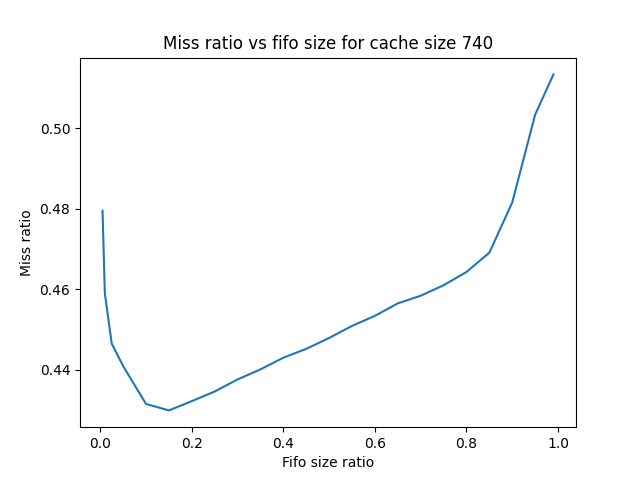 Miss ratio vs fifo size for cache size 740
0.50
0.48
0.46
0.44
Miss ratio
0.0 0.2 0.4 0.6 0.8 1.0
Fifo size ratio